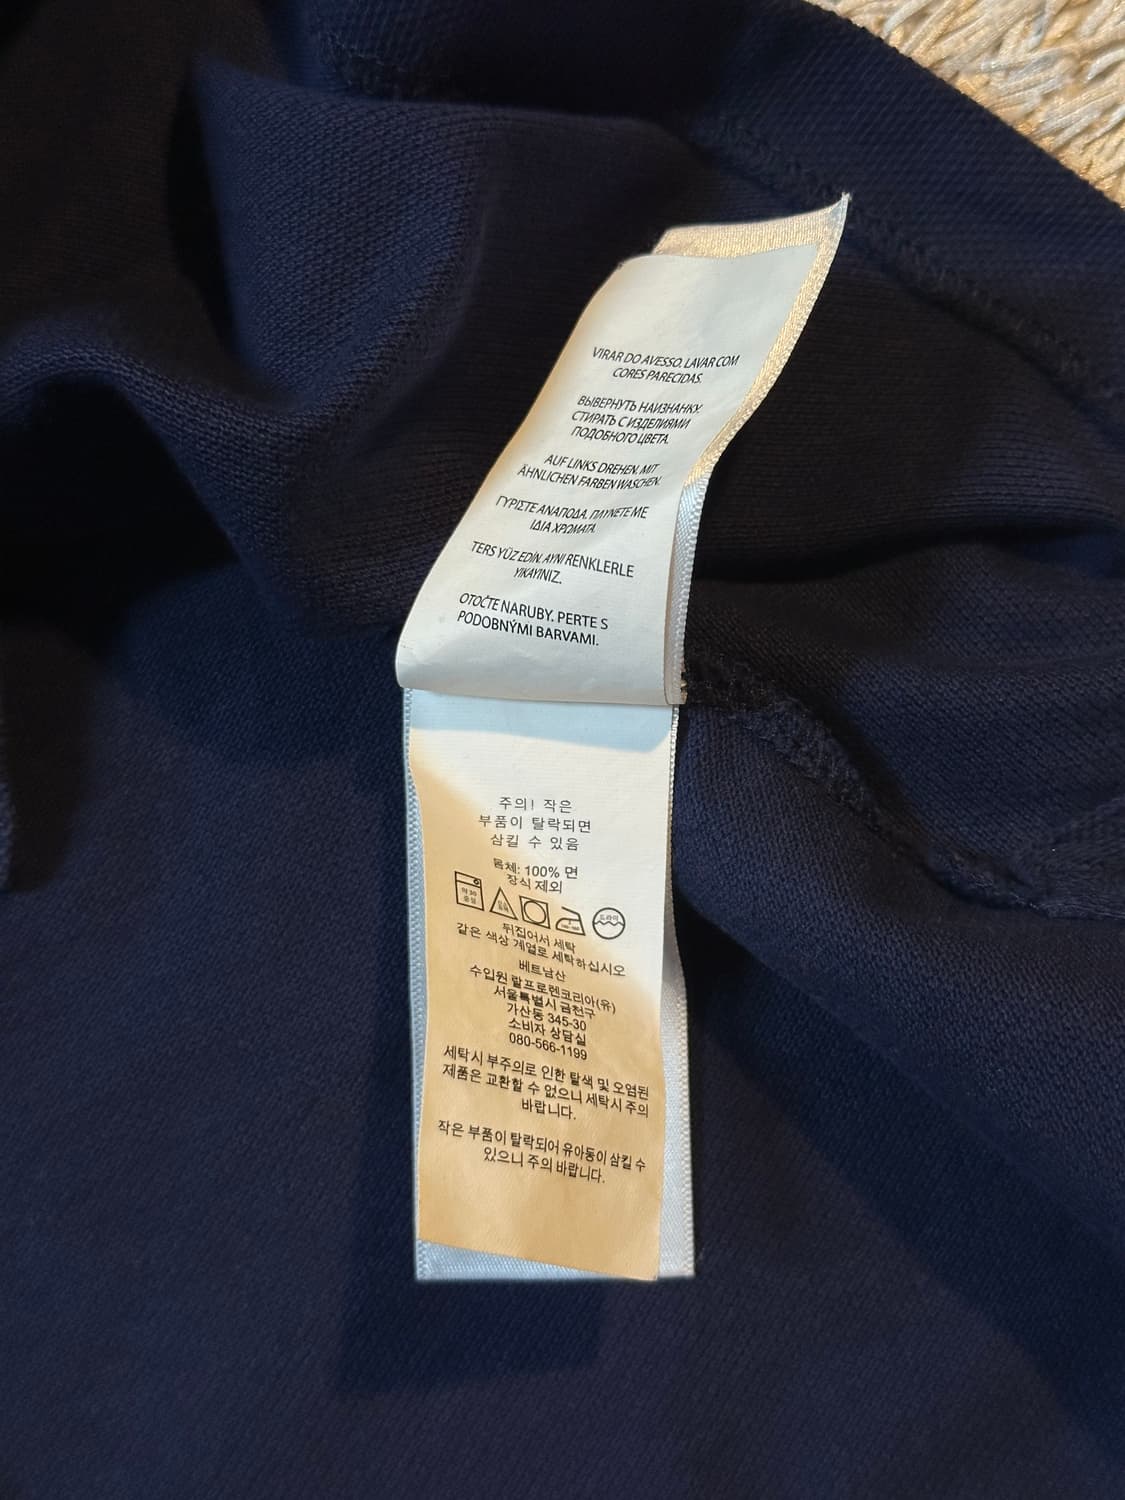 VIRAR DO AVESSO. LAVAR COM
CORES PARECIDAS.
ВЫВЕРНУТЬ НАИЗНАНКУ.
СТИРАТЬ С ИЗДЕЛИЯМИ
ПОДОБНОГО ЦВЕТА.
AUF LINKS DREHEN. MIT
ÄHNLICHEN FARBEN WASCHEN.
ΓΥΡΙΣΤΕ ΑΝΑΠΟΔΑ. ΠΛΥΝΕΤΕ ΜΕ
ΙΔΙΑ ΧΡΩΜΑΤΑ.
TERS YÜZ EDİN. AYNI RENKLERLE
YIKAYINIZ.
OTOČTE NARUBY. PERTE S
PODOBNÝMI BARVAMI.
주의! 작은
부품이 탈락되면
삼킬 수 있음
몸체: 100% 면
장식 제외
약 30
중성
드라이
뒤집어서 세탁
같은 색상 계열로 세탁하십시오
베트남산
수입원 랄프로렌코리아(유)
서울특별시 금천구
가산동 345-30
소비자 상담실
080-566-1199
세탁시 부주의로 인한 탈색 및 오염된
제품은 교환할 수 없으니 세탁시 주의
바랍니다.
작은 부품이 탈락되어 유아동이 삼킬 수
있으니 주의 바랍니다.